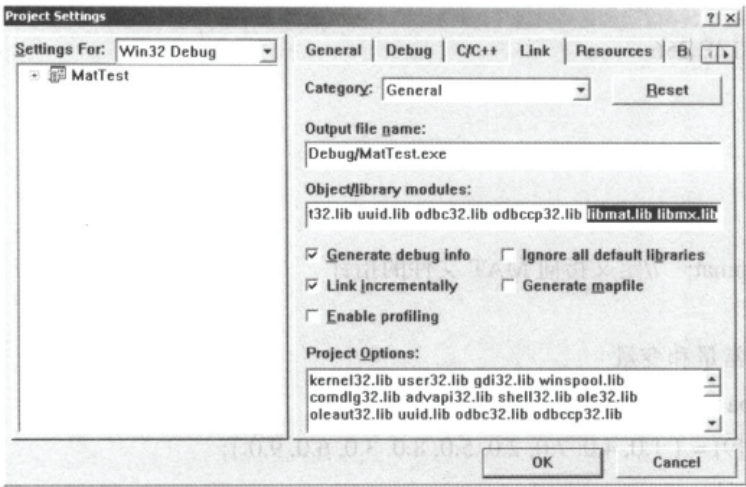 Project Settings
Settings For: Win32 Debug
MatTest
General Debug C/C++ Link Resources
Category: General Reset
Output file name:
Debug/MatTest.exe
Object/library modules:
t32.lib uuid.lib odbc32.lib odbccp32.lib libmat.lib libmx.lib
Generate debug info Ignore all default libraries
Link incrementally Generate mapfile
Enable profiling
Project Options:
kernel32.lib user32.lib gdi32.lib winspool.lib
comdlg32.lib advapi32.lib shell32.lib ole32.lib
oleaut32.lib uuid.lib odbc32.lib odbccp32.lib
OK Cancel